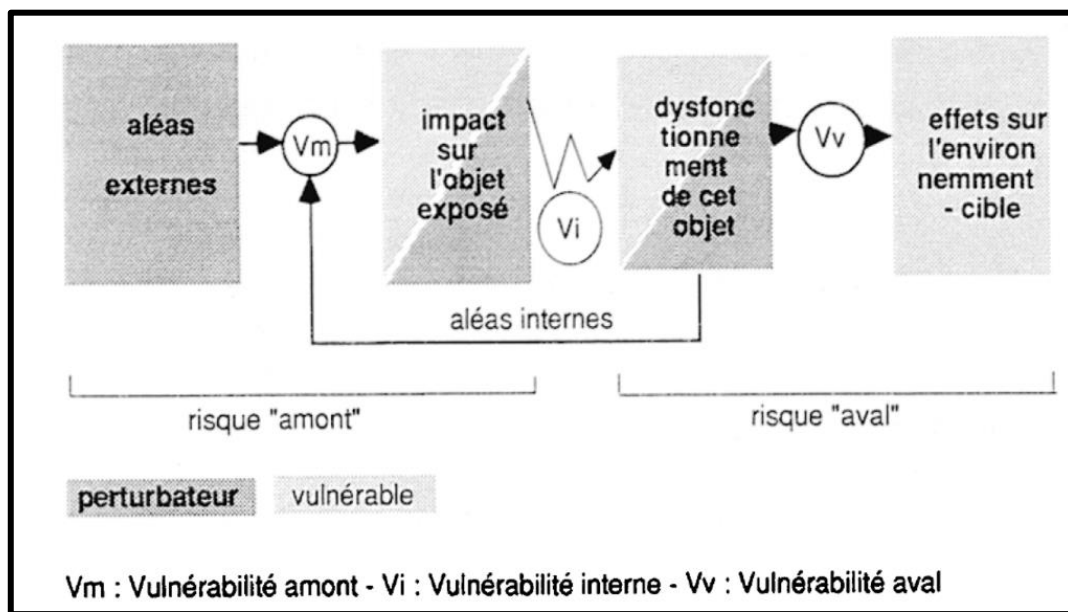 aléas
externes
Vm
impact
sur
l'objet
exposé
Vi
dysfonc
tionne
ment
de cet
objet
Vv
effets sur
l'environ
nemment
- cible
aléas internes
risque "amont"
risque "aval"
perturbateur
vulnérable
Vm : Vulnérabilité amont - Vi : Vulnérabilité interne - Vv : Vulnérabilité aval